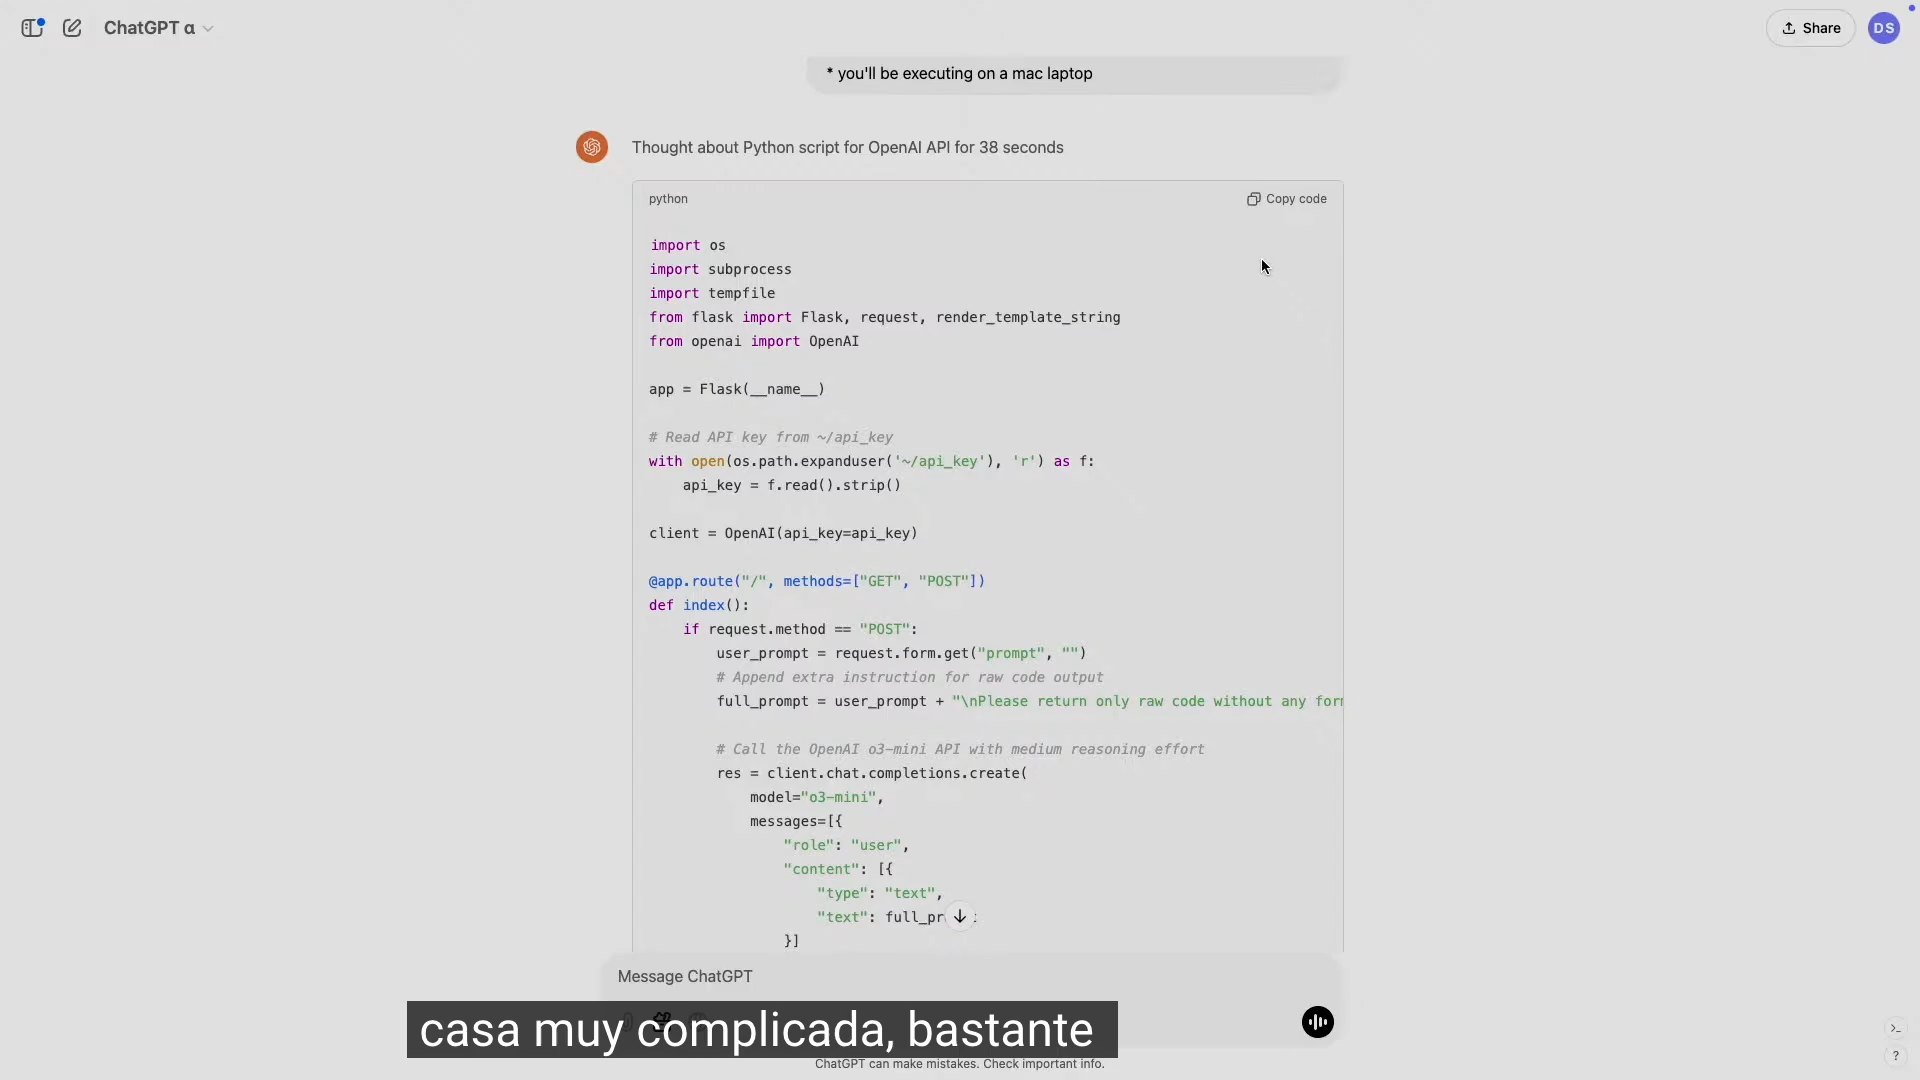 ChatGPT α
Share
DS
* you'll be executing on a mac laptop
Thought about Python script for OpenAI API for 38 seconds
python
Copy code
import os
import subprocess
import tempfile
from flask import Flask, request, render_template_string
from openai import OpenAI
app = Flask(__name__)
# Read API key from ~/api_key
with open(os.path.expanduser('~/api_key'), 'r') as f:
    api_key = f.read().strip()
client = OpenAI(api_key=api_key)
@app.route("/", methods=["GET", "POST"])
def index():
    if request.method == "POST":
        user_prompt = request.form.get("prompt", "")
        # Append extra instruction for raw code output
        full_prompt = user_prompt + "\nPlease return only raw code without any
        # Call the OpenAI o3-mini API with medium reasoning effort
        res = client.chat.completions.create(
            model="o3-mini",
            messages=[{
                "role": "user",
                "content": [{
                    "type": "text",
                    "text":
                }]
Message ChatGPT
casa muy complicada, bastante
ChatGPT can make mistakes. Check important info.
?